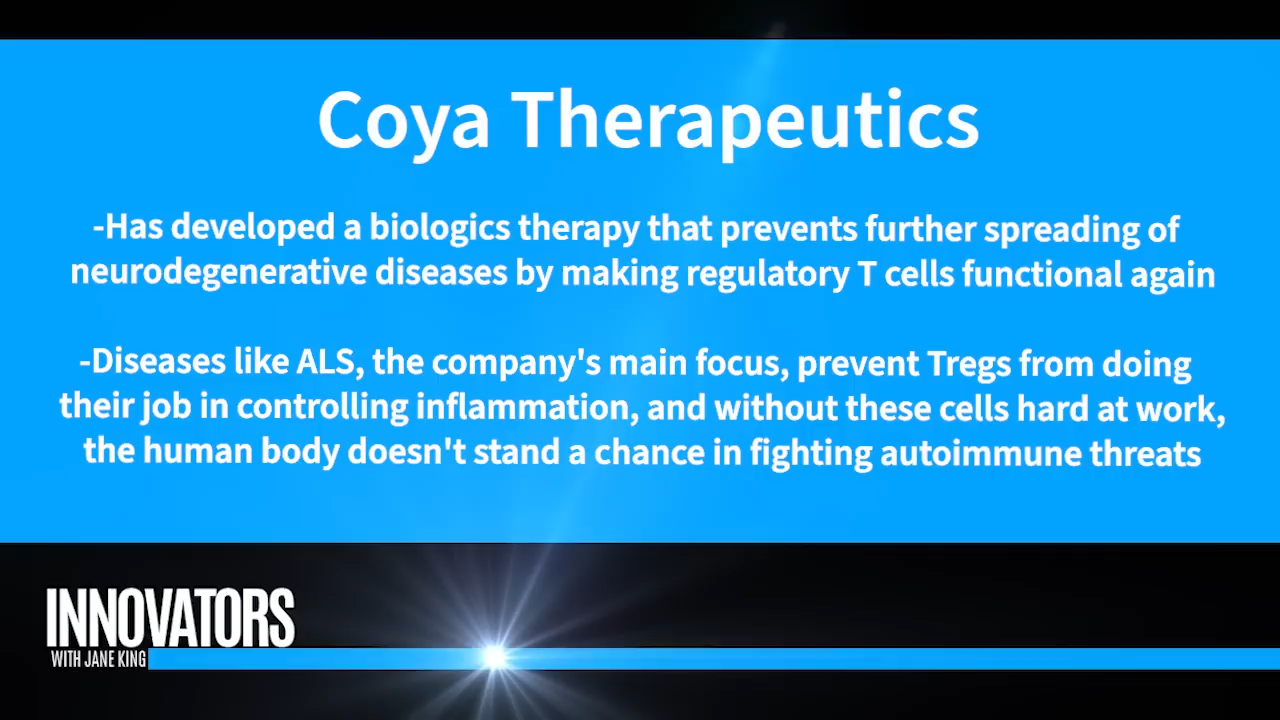 Coya Therapeutics
-Has developed a biologics therapy that prevents further spreading of
neurodegenerative diseases by making regulatory T cells functional again
-Diseases like ALS, the company's main focus, prevent Tregs from doing
their job in controlling inflammation, and without these cells hard at work,
the human body doesn't stand a chance in fighting autoimmune threats
INNOVATORS
WITH JANE KING